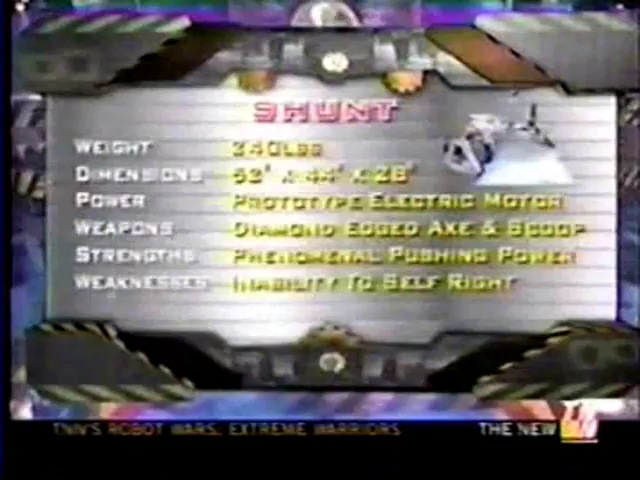 SHUNT
WEIGHT 240LBS
DIMENSIONS 52' X 44' X 28'
POWER PROTOTYPE ELECTRIC MOTOR
WEAPONS DIAMOND EDGED AXE & SCOOP
STRENGTHS PHENOMENAL PUSHING POWER
WEAKNESSES INABILITY TO SELF RIGHT
TNN'S ROBOT WARS: EXTREME WARRIORS THE NEW